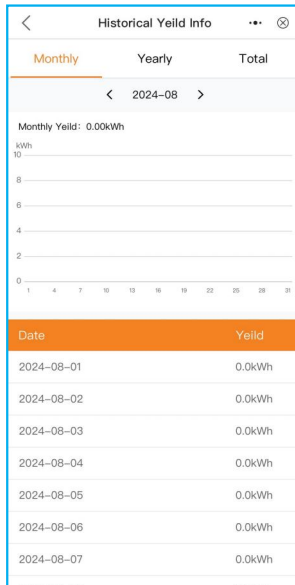 Historical Yeild Info
Monthly Yearly Total
2024-08
Monthly Yeild: 0.00kWh
kWh
10
8
6
4
2
0
1 4 7 10 13 16 19 22 25 28 31
Date Yeild
2024-08-01 0.0kWh
2024-08-02 0.0kWh
2024-08-03 0.0kWh
2024-08-04 0.0kWh
2024-08-05 0.0kWh
2024-08-06 0.0kWh
2024-08-07 0.0kWh